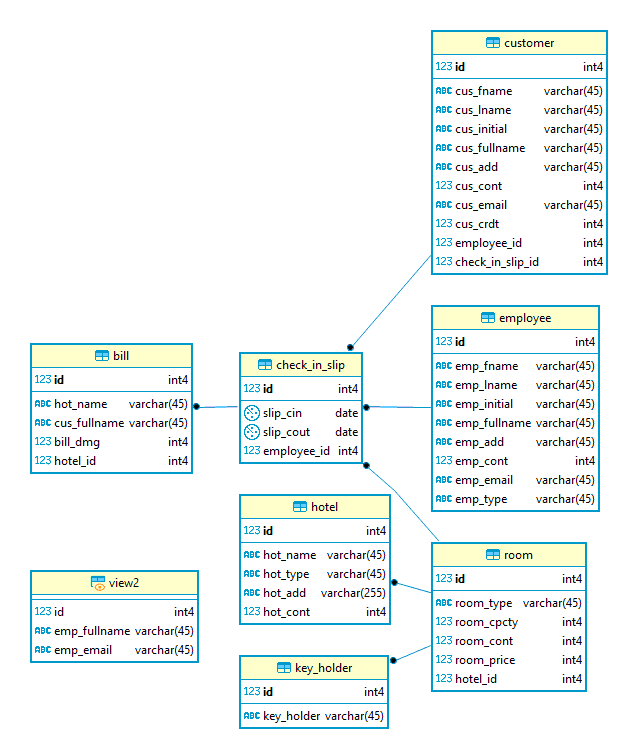 customer
123 id int4
ABC cus_fname varchar(45)
ABC cus_lname varchar(45)
ABC cus_initial varchar(45)
ABC cus_fullname varchar(45)
ABC cus_add varchar(45)
123 cus_cont int4
ABC cus_email varchar(45)
123 cus_crdt int4
123 employee_id int4
123 check_in_slip_id int4
employee
123 id int4
ABC emp_fname varchar(45)
ABC emp_lname varchar(45)
ABC emp_initial varchar(45)
ABC emp_fullname varchar(45)
ABC emp_add varchar(45)
123 emp_cont int4
ABC emp_email varchar(45)
ABC emp_type varchar(45)
bill
123 id int4
ABC hot_name varchar(45)
ABC cus_fullname varchar(45)
123 bill_dmg int4
123 hotel_id int4
check_in_slip
123 id int4
slip_cin date
slip_cout date
123 employee_id int4
hotel
123 id int4
ABC hot_name varchar(45)
ABC hot_type varchar(45)
ABC hot_add varchar(255)
123 hot_cont int4
room
123 id int4
ABC room_type varchar(45)
123 room_cpcty int4
123 room_cont int4
123 room_price int4
123 hotel_id int4
view2
123 id int4
ABC emp_fullname varchar(45)
ABC emp_email varchar(45)
key_holder
123 id int4
ABC key_holder varchar(45)